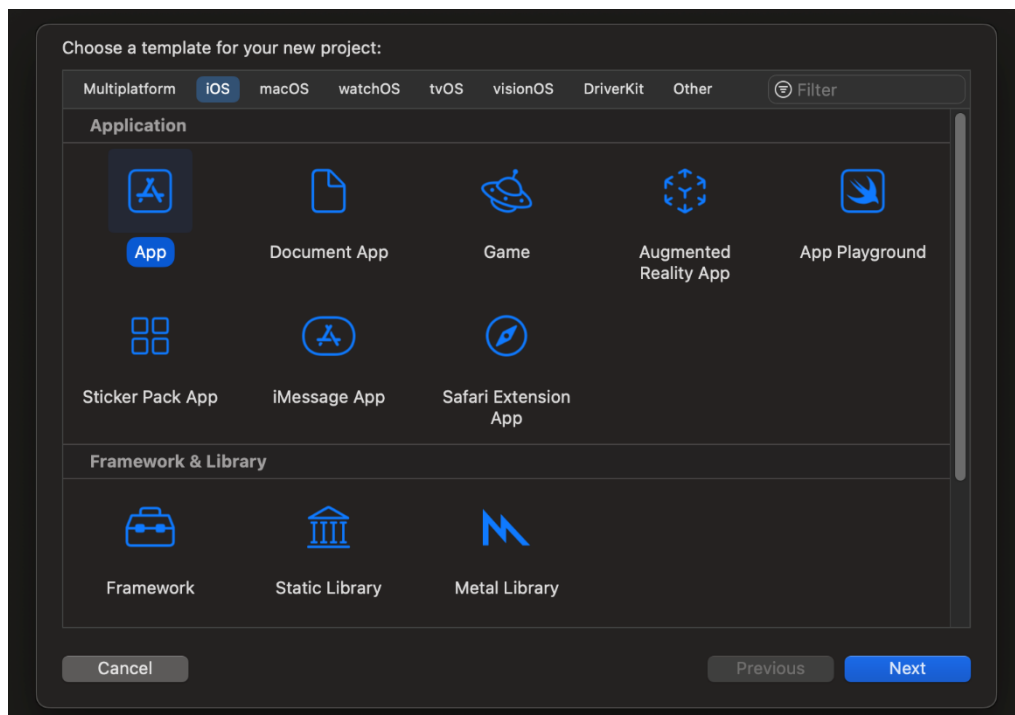 Choose a template for your new project:
Multiplatform iOS macOS watchOS tvOS visionOS DriverKit Other Filter
Application
App Document App Game Augmented Reality App App Playground
Sticker Pack App iMessage App Safari Extension App
Framework & Library
Framework Static Library Metal Library
Cancel Previous Next